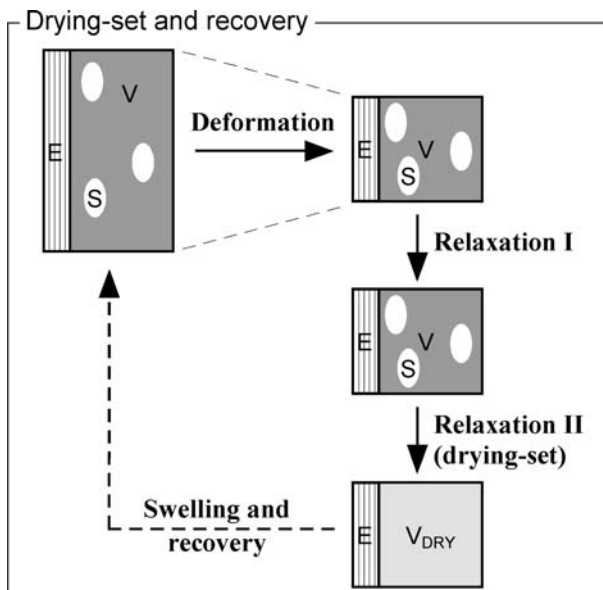 Drying-set and recovery
V
E
S
Deformation
E
V
S
Relaxation I
E
V
S
Relaxation II
(drying-set)
Swelling and
recovery
E
VDRY